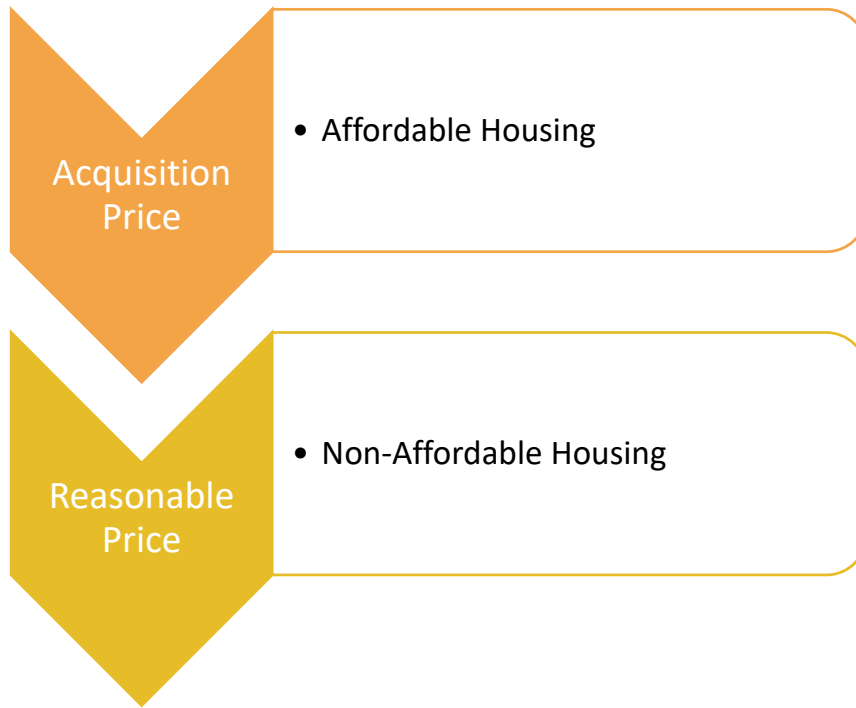 Acquisition
Price
• Affordable Housing
Reasonable
Price
• Non-Affordable Housing